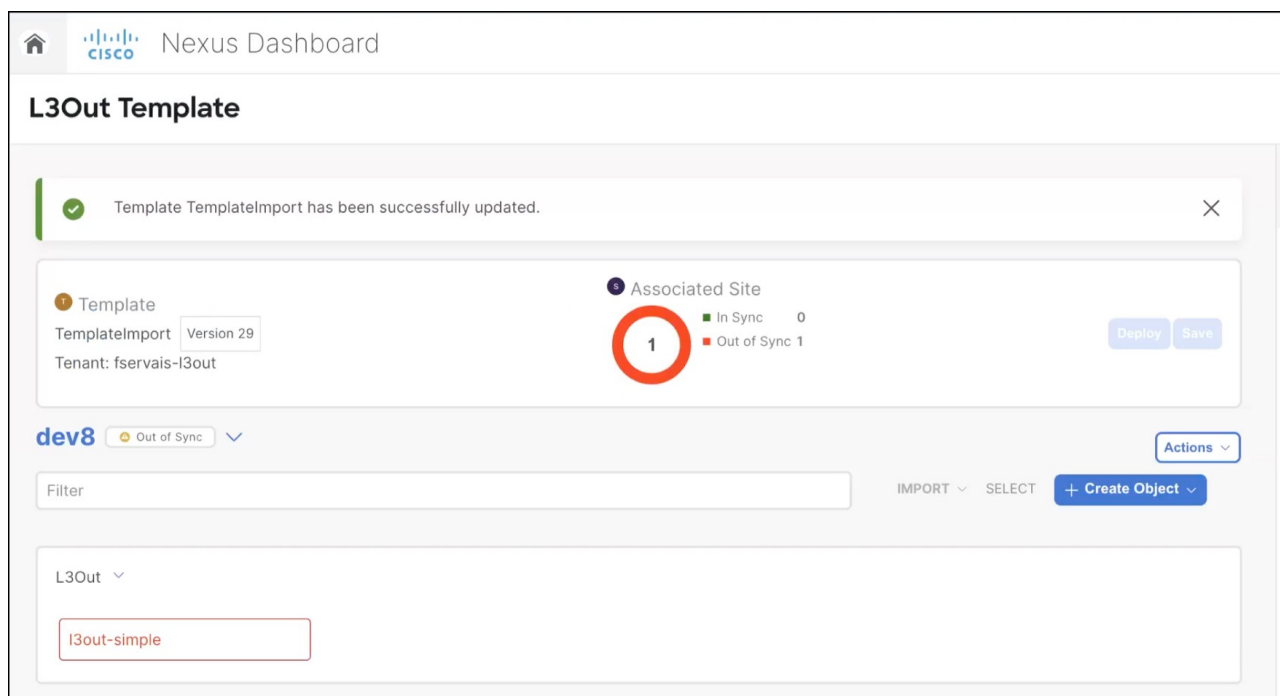 CISCO Nexus Dashboard
L3Out Template
Template TemplateImport has been successfully updated.
T Template
TemplateImport Version 29
Tenant: fservais-l3out
S Associated Site
1
In Sync 0
Out of Sync 1
Deploy Save
dev8 Out of Sync
Actions
Filter
IMPORT SELECT + Create Object
L3Out
l3out-simple